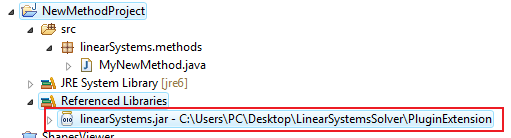 NewMethodProject
src
linearSystems.methods
MyNewMethod.java
JRE System Library [jre6]
Referenced Libraries
linearSystems.jar - C:\Users\PC\Desktop\LinearSystemsSolver\PluginExtension
ShapesViewer